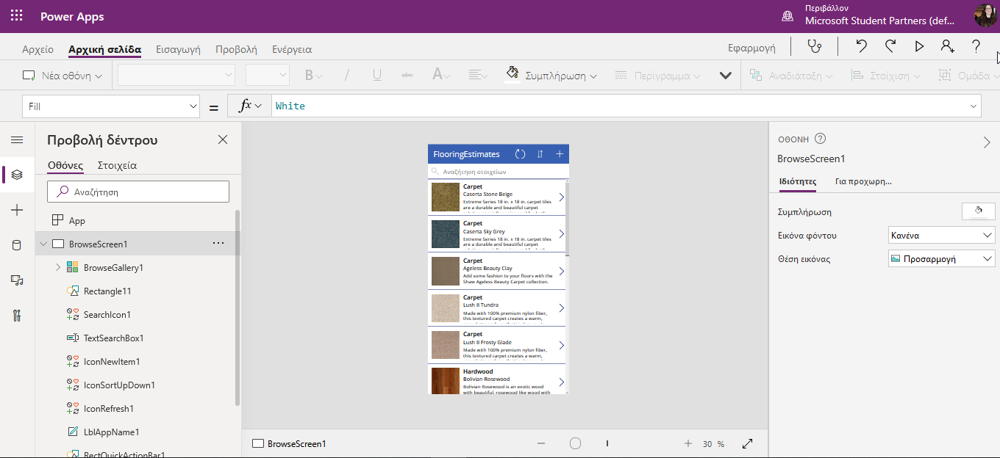 Power Apps
Περιβάλλον
Microsoft Student Partners (def...
Αρχείο Αρχική σελίδα Εισαγωγή Προβολή Ενέργεια Εφαρμογή
Νέα οθόνη B / U abc A Συμπλήρωση Περίγραμμα Αναδιάταξη Στοίχιση Ομάδα
Fill = fx White
Προβολή δέντρου
Οθόνες Στοιχεία
Αναζήτηση
App
BrowseScreen1 ...
BrowseGallery1
Rectangle11
SearchIcon1
TextSearchBox1
IconNewItem1
IconSortUpDown1
IconRefresh1
LblAppName1
RectQuickActionBar1
FlooringEstimates
Αναζήτηση στοιχείων
Carpet
Caserta Stone Beige
Extreme Series 18 in. x 18 in. carpet tiles
are a durable and beautiful carpet
Carpet
Caserta Sky Grey
Extreme Series 18 in. x 18 in. carpet tiles
are a durable and beautiful carpet
Carpet
Ageless Beauty Clay
Add some fashion to your floors with the
Shaw Ageless Beauty Carpet collection.
Carpet
Lush II Tundra
Made with 100% premium nylon fiber,
this textured carpet creates a warm,
Carpet
Lush II Frosty Glade
Made with 100% premium nylon fiber,
this textured carpet creates a warm,
Hardwood
Bolivian Rosewood
Bolivian Rosewood is an exotic wood
with beautiful, rosewood like wood with
BrowseScreen1
30 %
ΟΘΟΝΗ
BrowseScreen1
Ιδιότητες Για προχωρη...
Συμπλήρωση
Εικόνα φόντου Κανένα
Θέση εικόνας Προσαρμογή